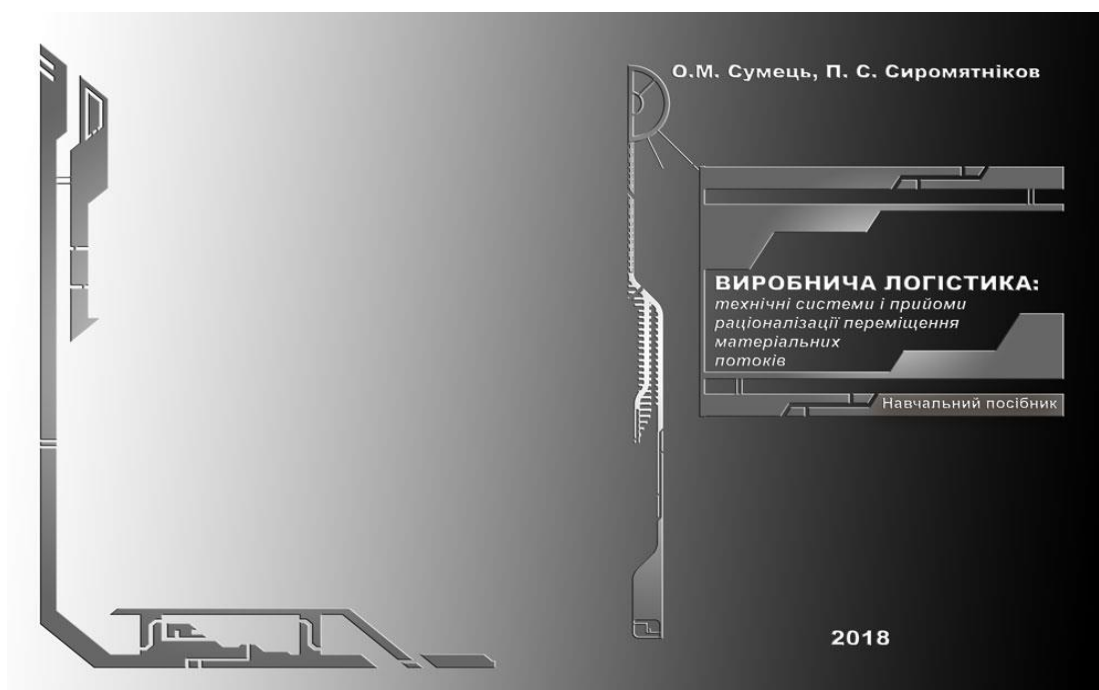 О.М. Сумець, П. С. Сиромятніков
ВИРОБНИЧА ЛОГІСТИКА:
технічні системи і прийоми
раціоналізації переміщення
матеріальних
потоків
Навчальний посібник
2018